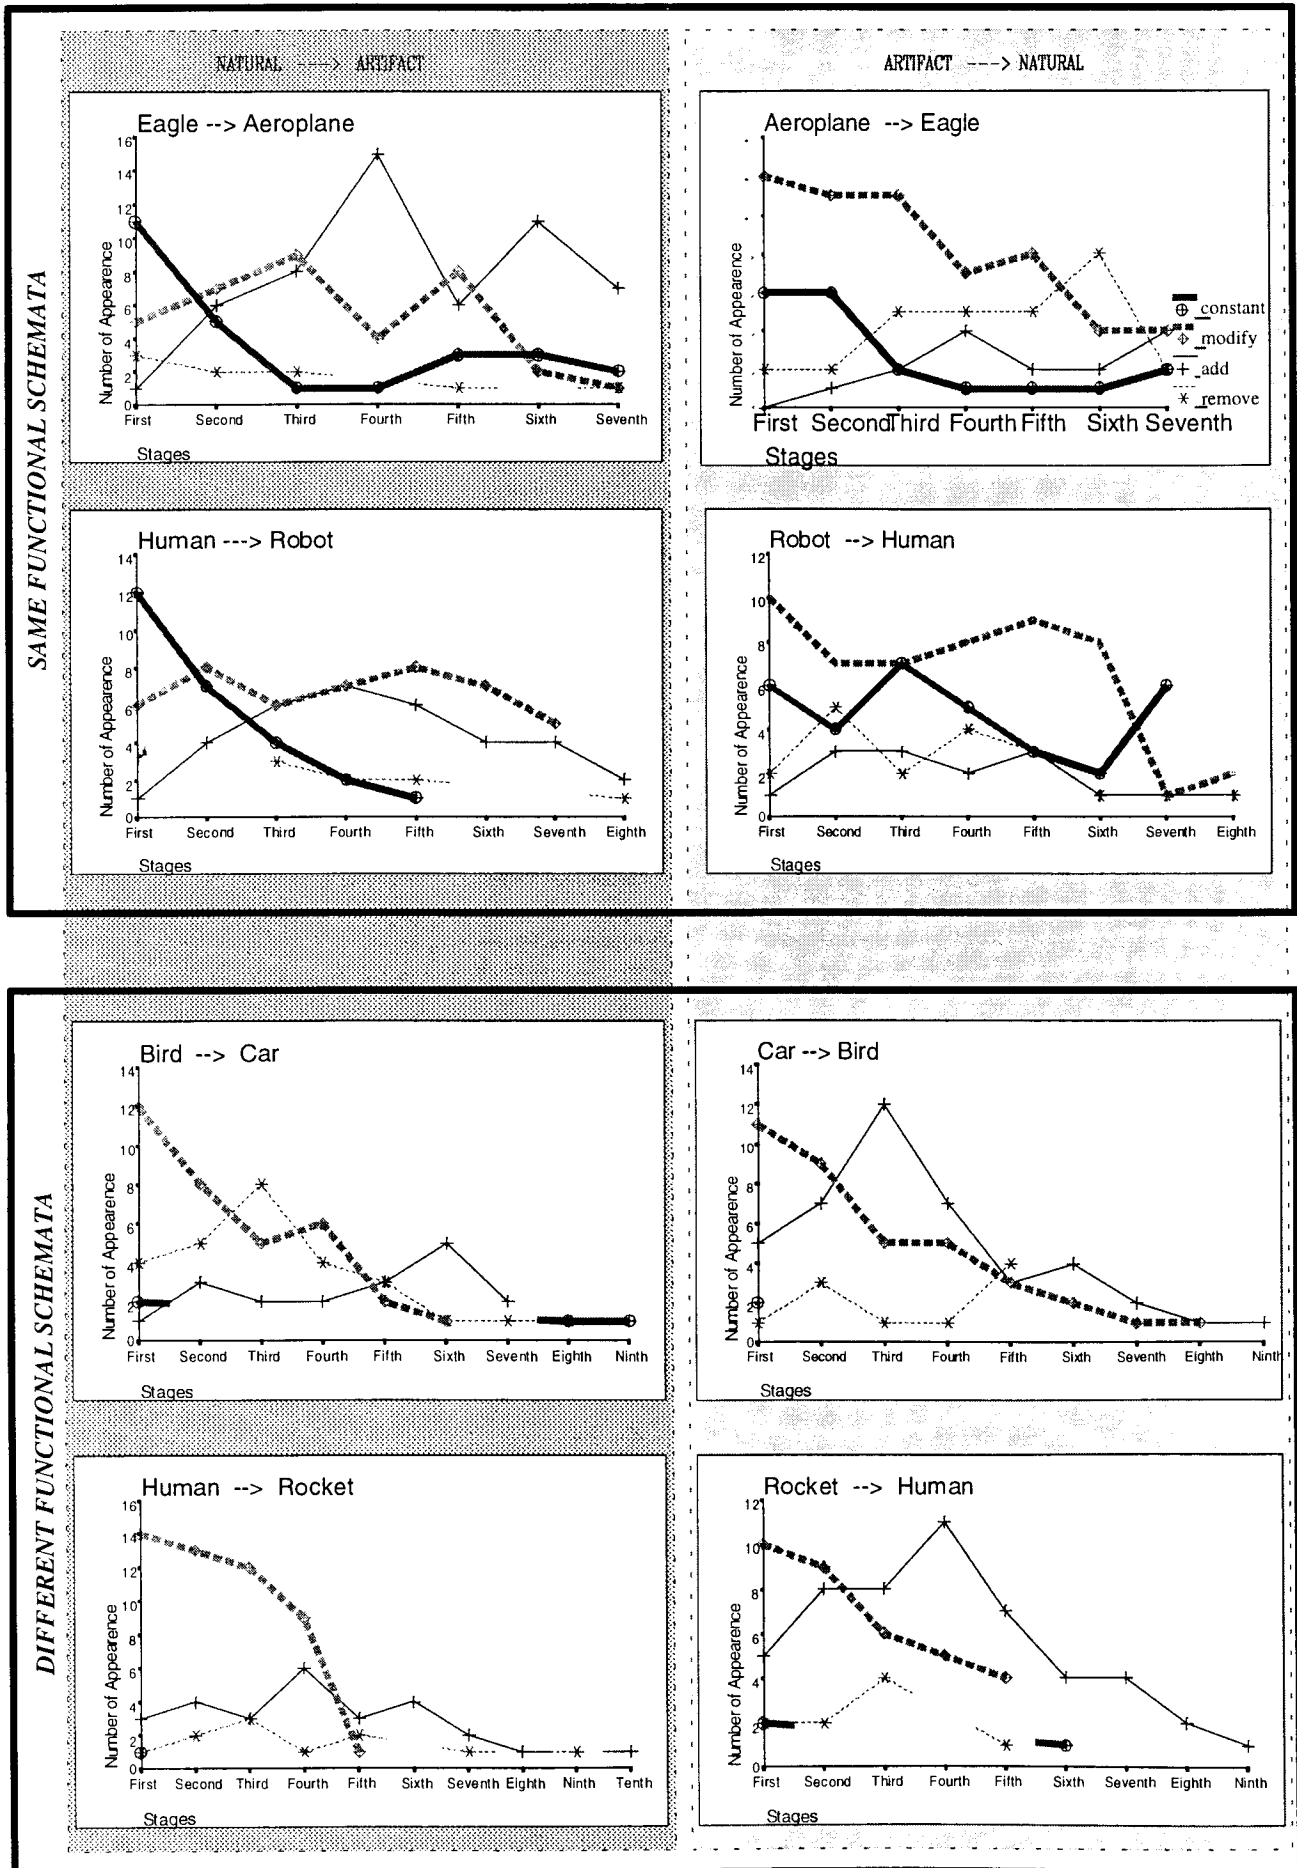 NATURAL ----> ARTIFACT
ARTIFACT ---> NATURAL
SAME FUNCTIONAL SCHEMATA
Eagle --> Aeroplane
Number of Appearence
16
14
12
10
8
6
4
2
0
First Second Third Fourth Fifth Sixth Seventh
Stages
Aeroplane --> Eagle
Number of Appearence
constant
modify
add
remove
First Second Third Fourth Fifth Sixth Seventh
Stages
Human ---> Robot
Number of Appearence
14
12
10
8
6
4
2
0
First Second Third Fourth Fifth Sixth Seventh Eighth
Stages
Robot --> Human
Number of Appearence
12
10
8
6
4
2
0
First Second Third Fourth Fifth Sixth Seventh Eighth
Stages
DIFFERENT FUNCTIONAL SCHEMATA
Bird --> Car
Number of Appearence
14
12
10
8
6
4
2
0
First Second Third Fourth Fifth Sixth Seventh Eighth Ninth
Stages
Car --> Bird
Number of Appearence
14
12
10
8
6
4
2
0
First Second Third Fourth Fifth Sixth Seventh Eighth Ninth
Stages
Human --> Rocket
Number of Appearence
16
14
12
10
8
6
4
2
0
First Second Third Fourth Fifth Sixth Seventh Eighth Ninth Tenth
Stages
Rocket --> Human
Number of Appearence
12
10
8
6
4
2
0
First Second Third Fourth Fifth Sixth Seventh Eighth Ninth
Stages